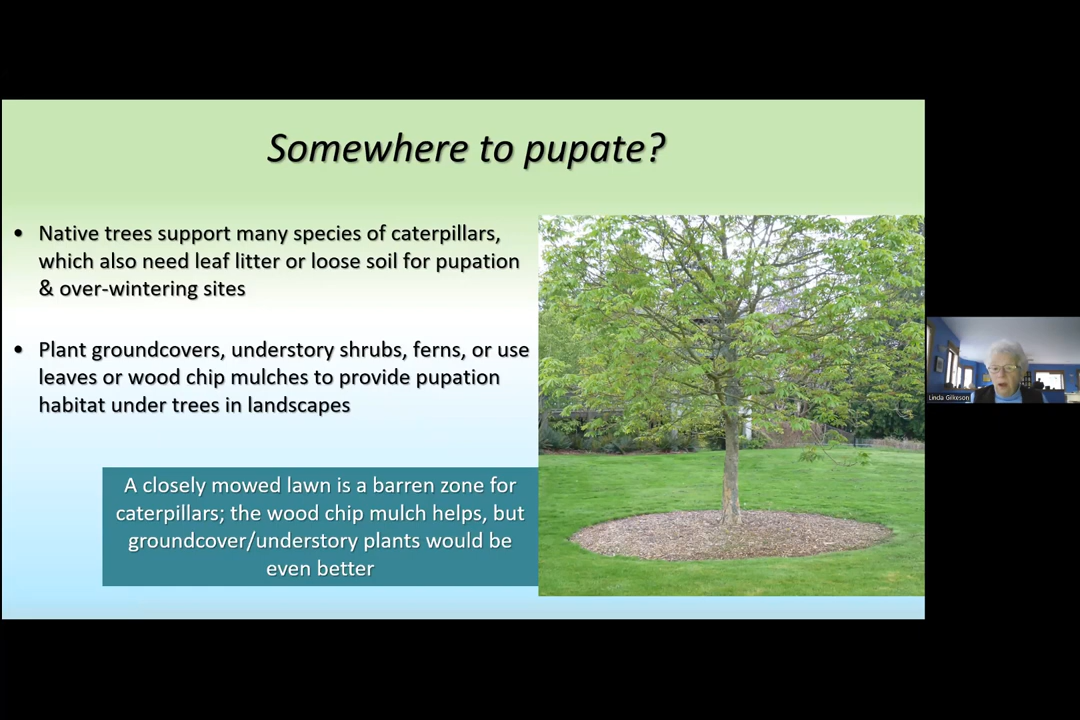 Somewhere to pupate?
• Native trees support many species of caterpillars,
which also need leaf litter or loose soil for pupation
& over-wintering sites
• Plant groundcovers, understory shrubs, ferns, or use
leaves or wood chip mulches to provide pupation
habitat under trees in landscapes
A closely mowed lawn is a barren zone for
caterpillars; the wood chip mulch helps, but
groundcover/understory plants would be
even better
Linda Gilkeson